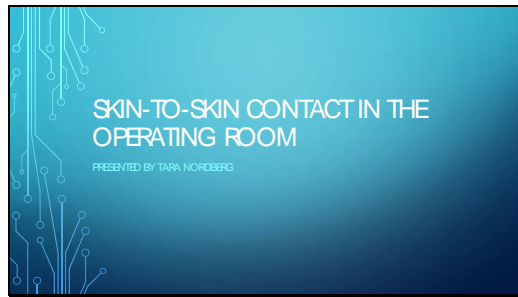 SKIN-TO-SKIN CONTACT IN THE
OPERATING ROOM
PRESENTED BY TARA NORDBERG